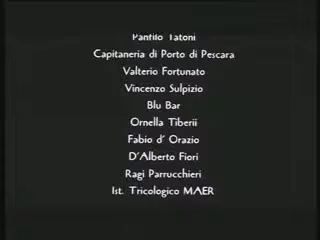 Panfilo Tatoni
Capitaneria di Porto di Pescara
Valterio Fortunato
Vincenzo Sulpizio
Blu Bar
Ornella Tiberii
Fabio d' Orazio
D'Alberto Fiori
Ragi Parrucchieri
Ist. Tricologico MAER